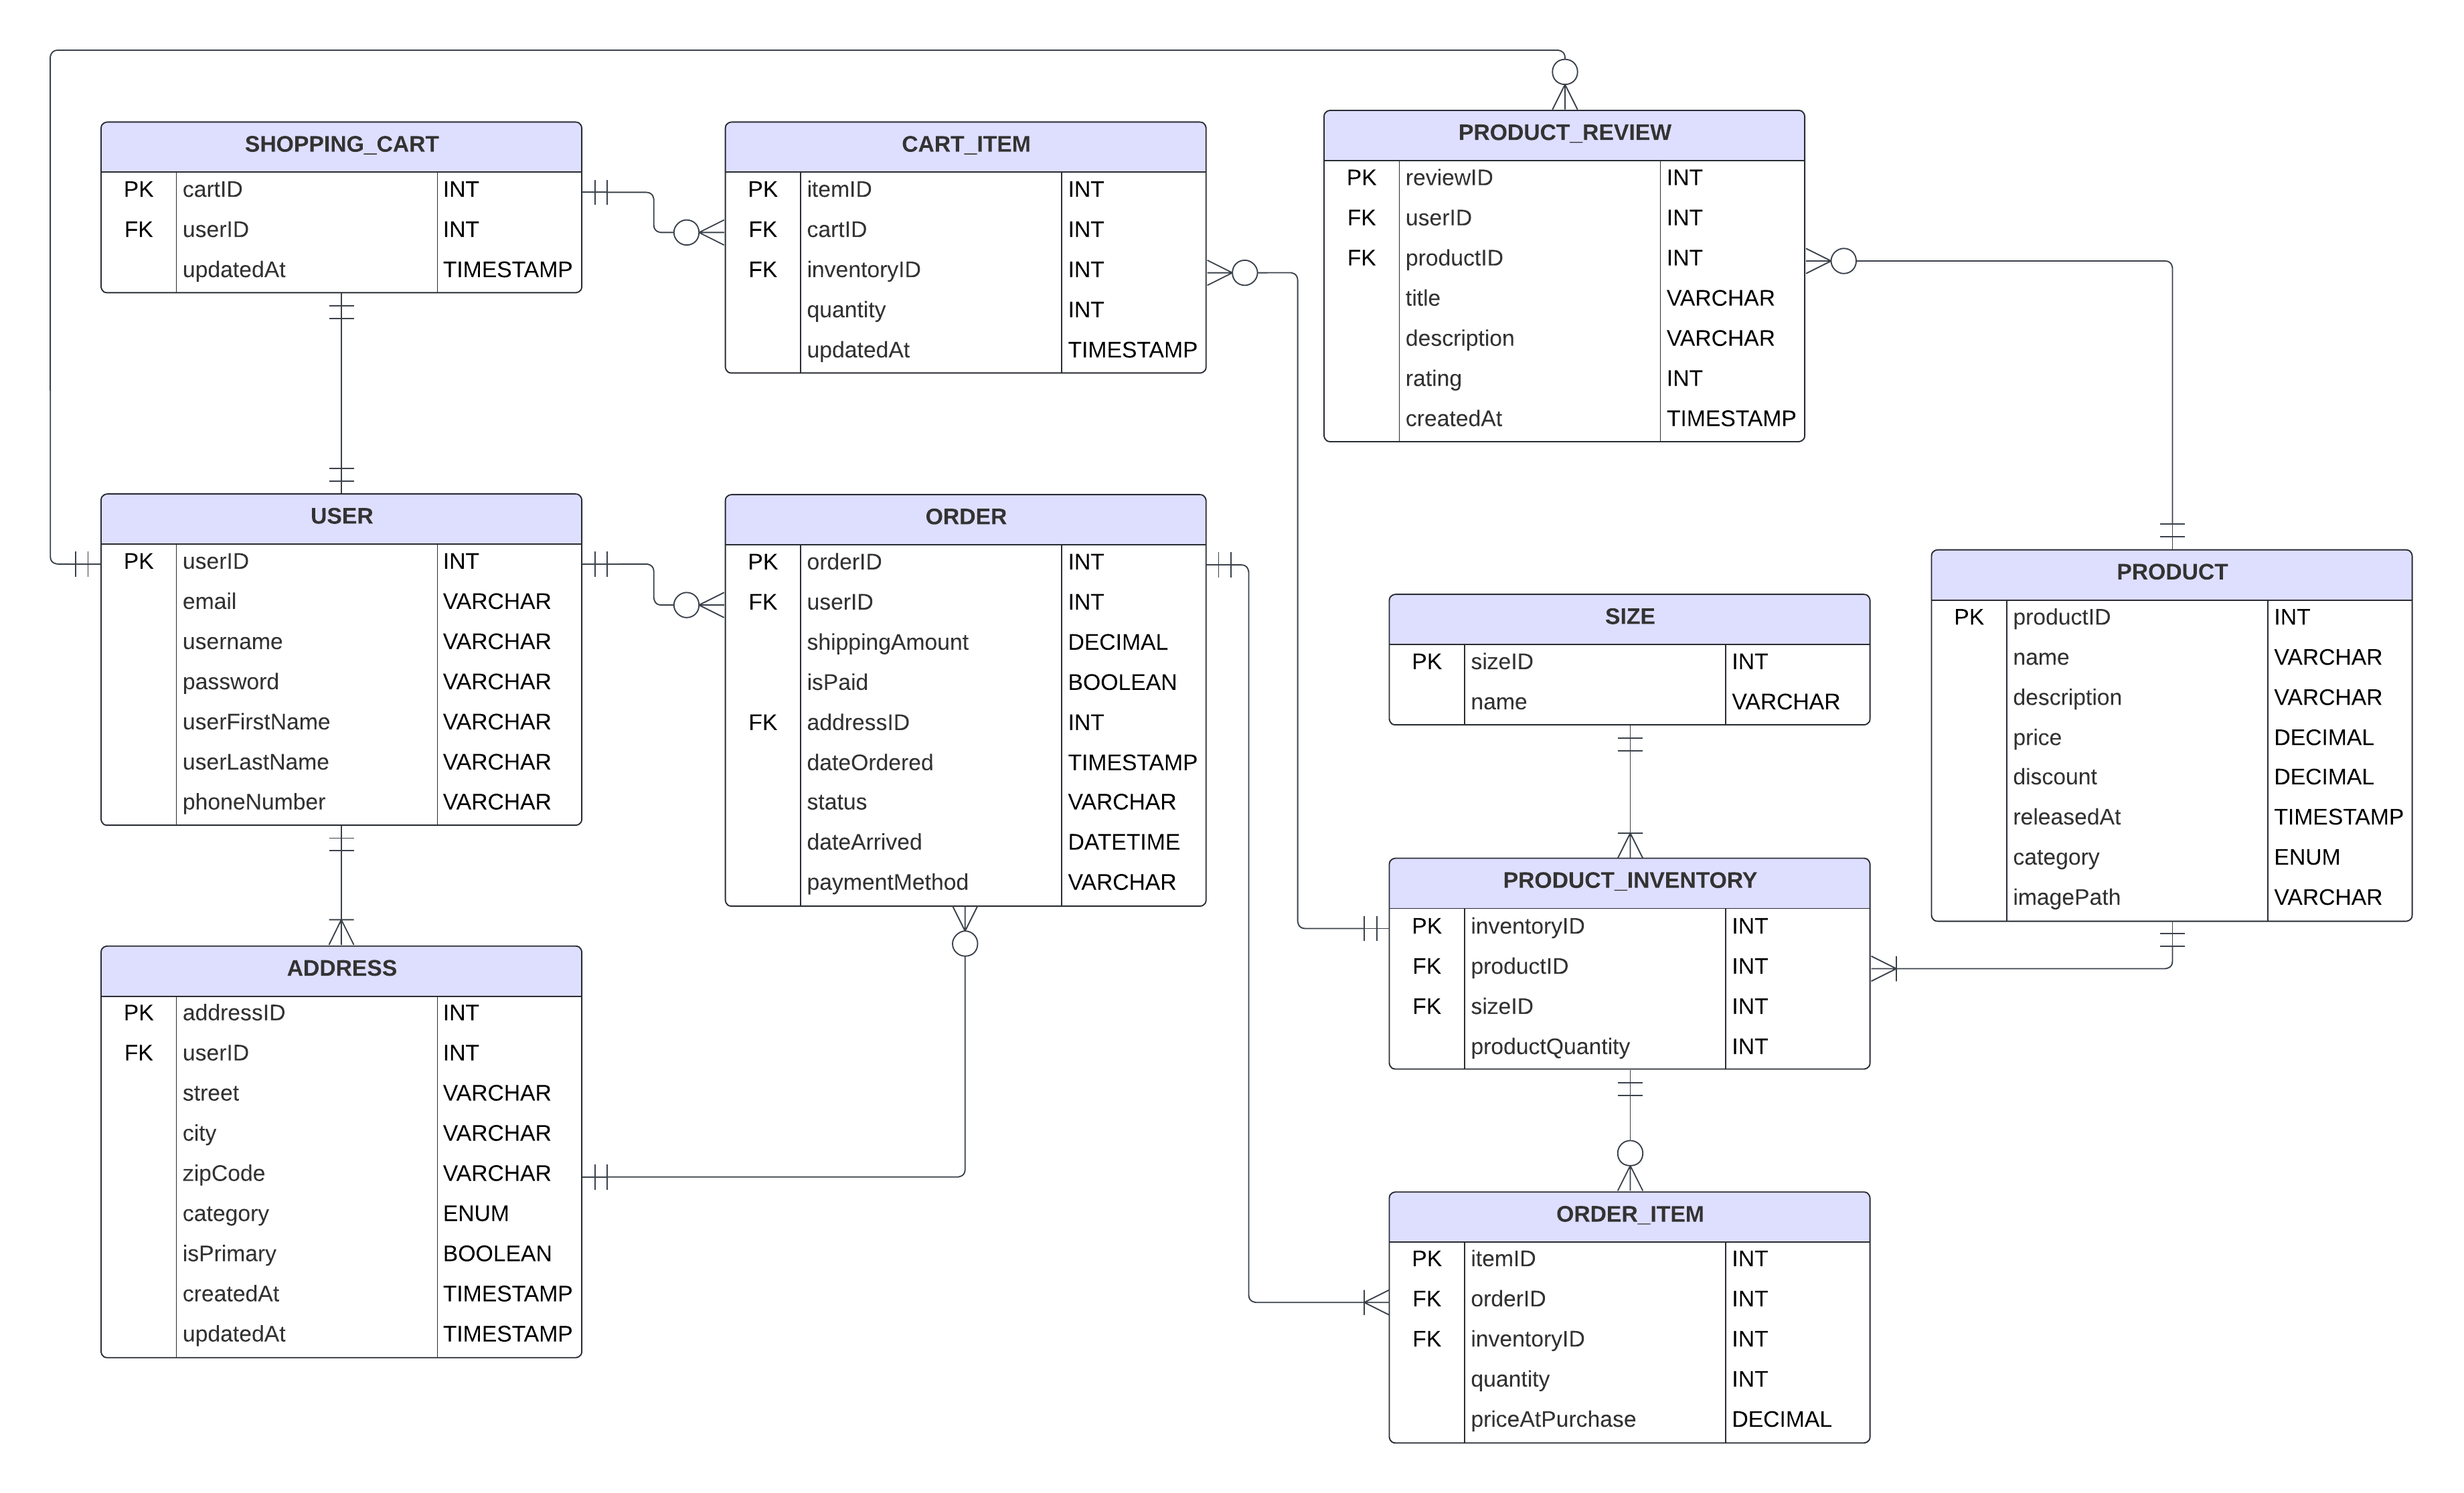 SHOPPING_CART
PK cartID INT
FK userID INT
updatedAt TIMESTAMP
CART_ITEM
PK itemID INT
FK cartID INT
FK inventoryID INT
quantity INT
updatedAt TIMESTAMP
PRODUCT_REVIEW
PK reviewID INT
FK userID INT
FK productID INT
title VARCHAR
description VARCHAR
rating INT
createdAt TIMESTAMP
USER
PK userID INT
email VARCHAR
username VARCHAR
password VARCHAR
userFirstName VARCHAR
userLastName VARCHAR
phoneNumber VARCHAR
ORDER
PK orderID INT
FK userID INT
shippingAmount DECIMAL
isPaid BOOLEAN
FK addressID INT
dateOrdered TIMESTAMP
status VARCHAR
dateArrived DATETIME
paymentMethod VARCHAR
SIZE
PK sizeID INT
name VARCHAR
PRODUCT
PK productID INT
name VARCHAR
description VARCHAR
price DECIMAL
discount DECIMAL
releasedAt TIMESTAMP
category ENUM
imagePath VARCHAR
PRODUCT_INVENTORY
PK inventoryID INT
FK productID INT
FK sizeID INT
productQuantity INT
ADDRESS
PK addressID INT
FK userID INT
street VARCHAR
city VARCHAR
zipCode VARCHAR
category ENUM
isPrimary BOOLEAN
createdAt TIMESTAMP
updatedAt TIMESTAMP
ORDER_ITEM
PK itemID INT
FK orderID INT
FK inventoryID INT
quantity INT
priceAtPurchase DECIMAL